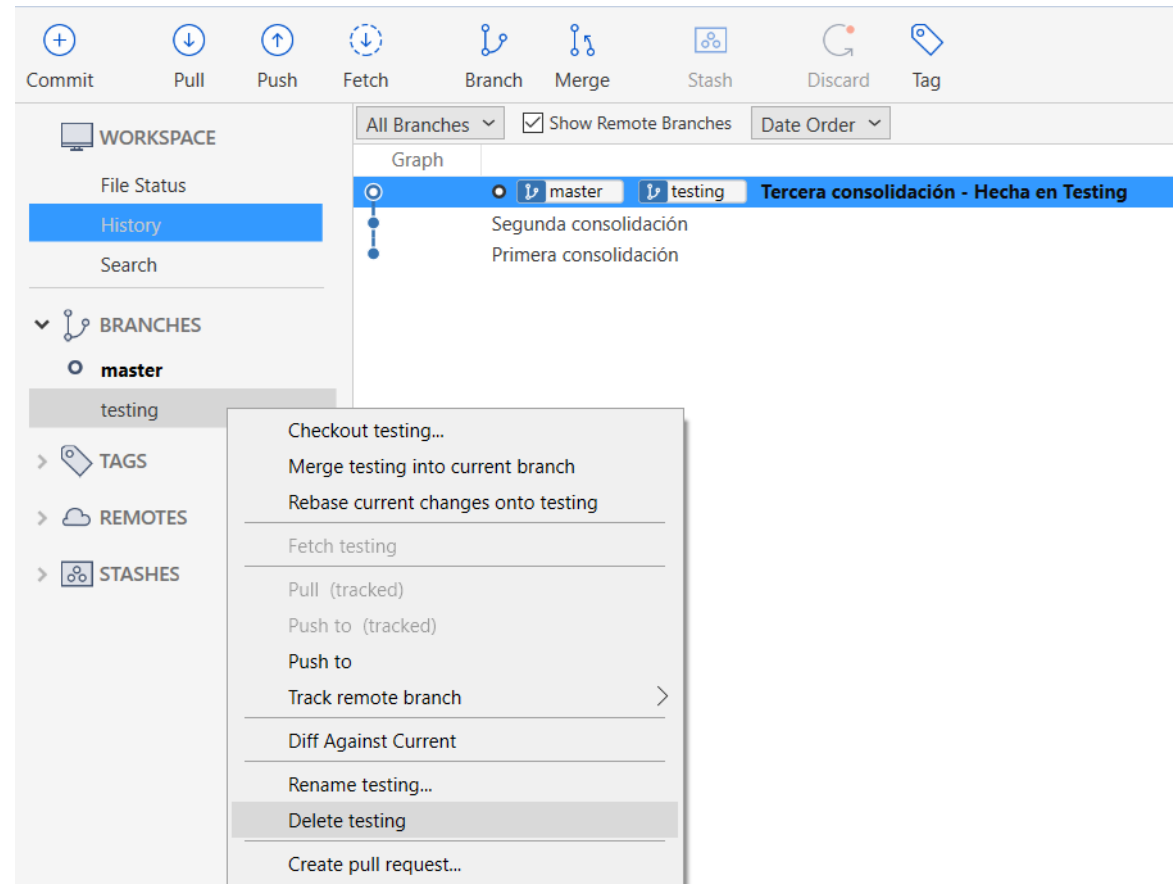 Commit Pull Push Fetch Branch Merge Stash Discard Tag
WORKSPACE
File Status
History
Search
BRANCHES
master
testing
TAGS
REMOTES
STASHES
All Branches Show Remote Branches Date Order
Graph
master testing Tercera consolidación - Hecha en Testing
Segunda consolidación
Primera consolidación
Checkout testing...
Merge testing into current branch
Rebase current changes onto testing
Fetch testing
Pull (tracked)
Push to (tracked)
Push to
Track remote branch
Diff Against Current
Rename testing...
Delete testing
Create pull request...